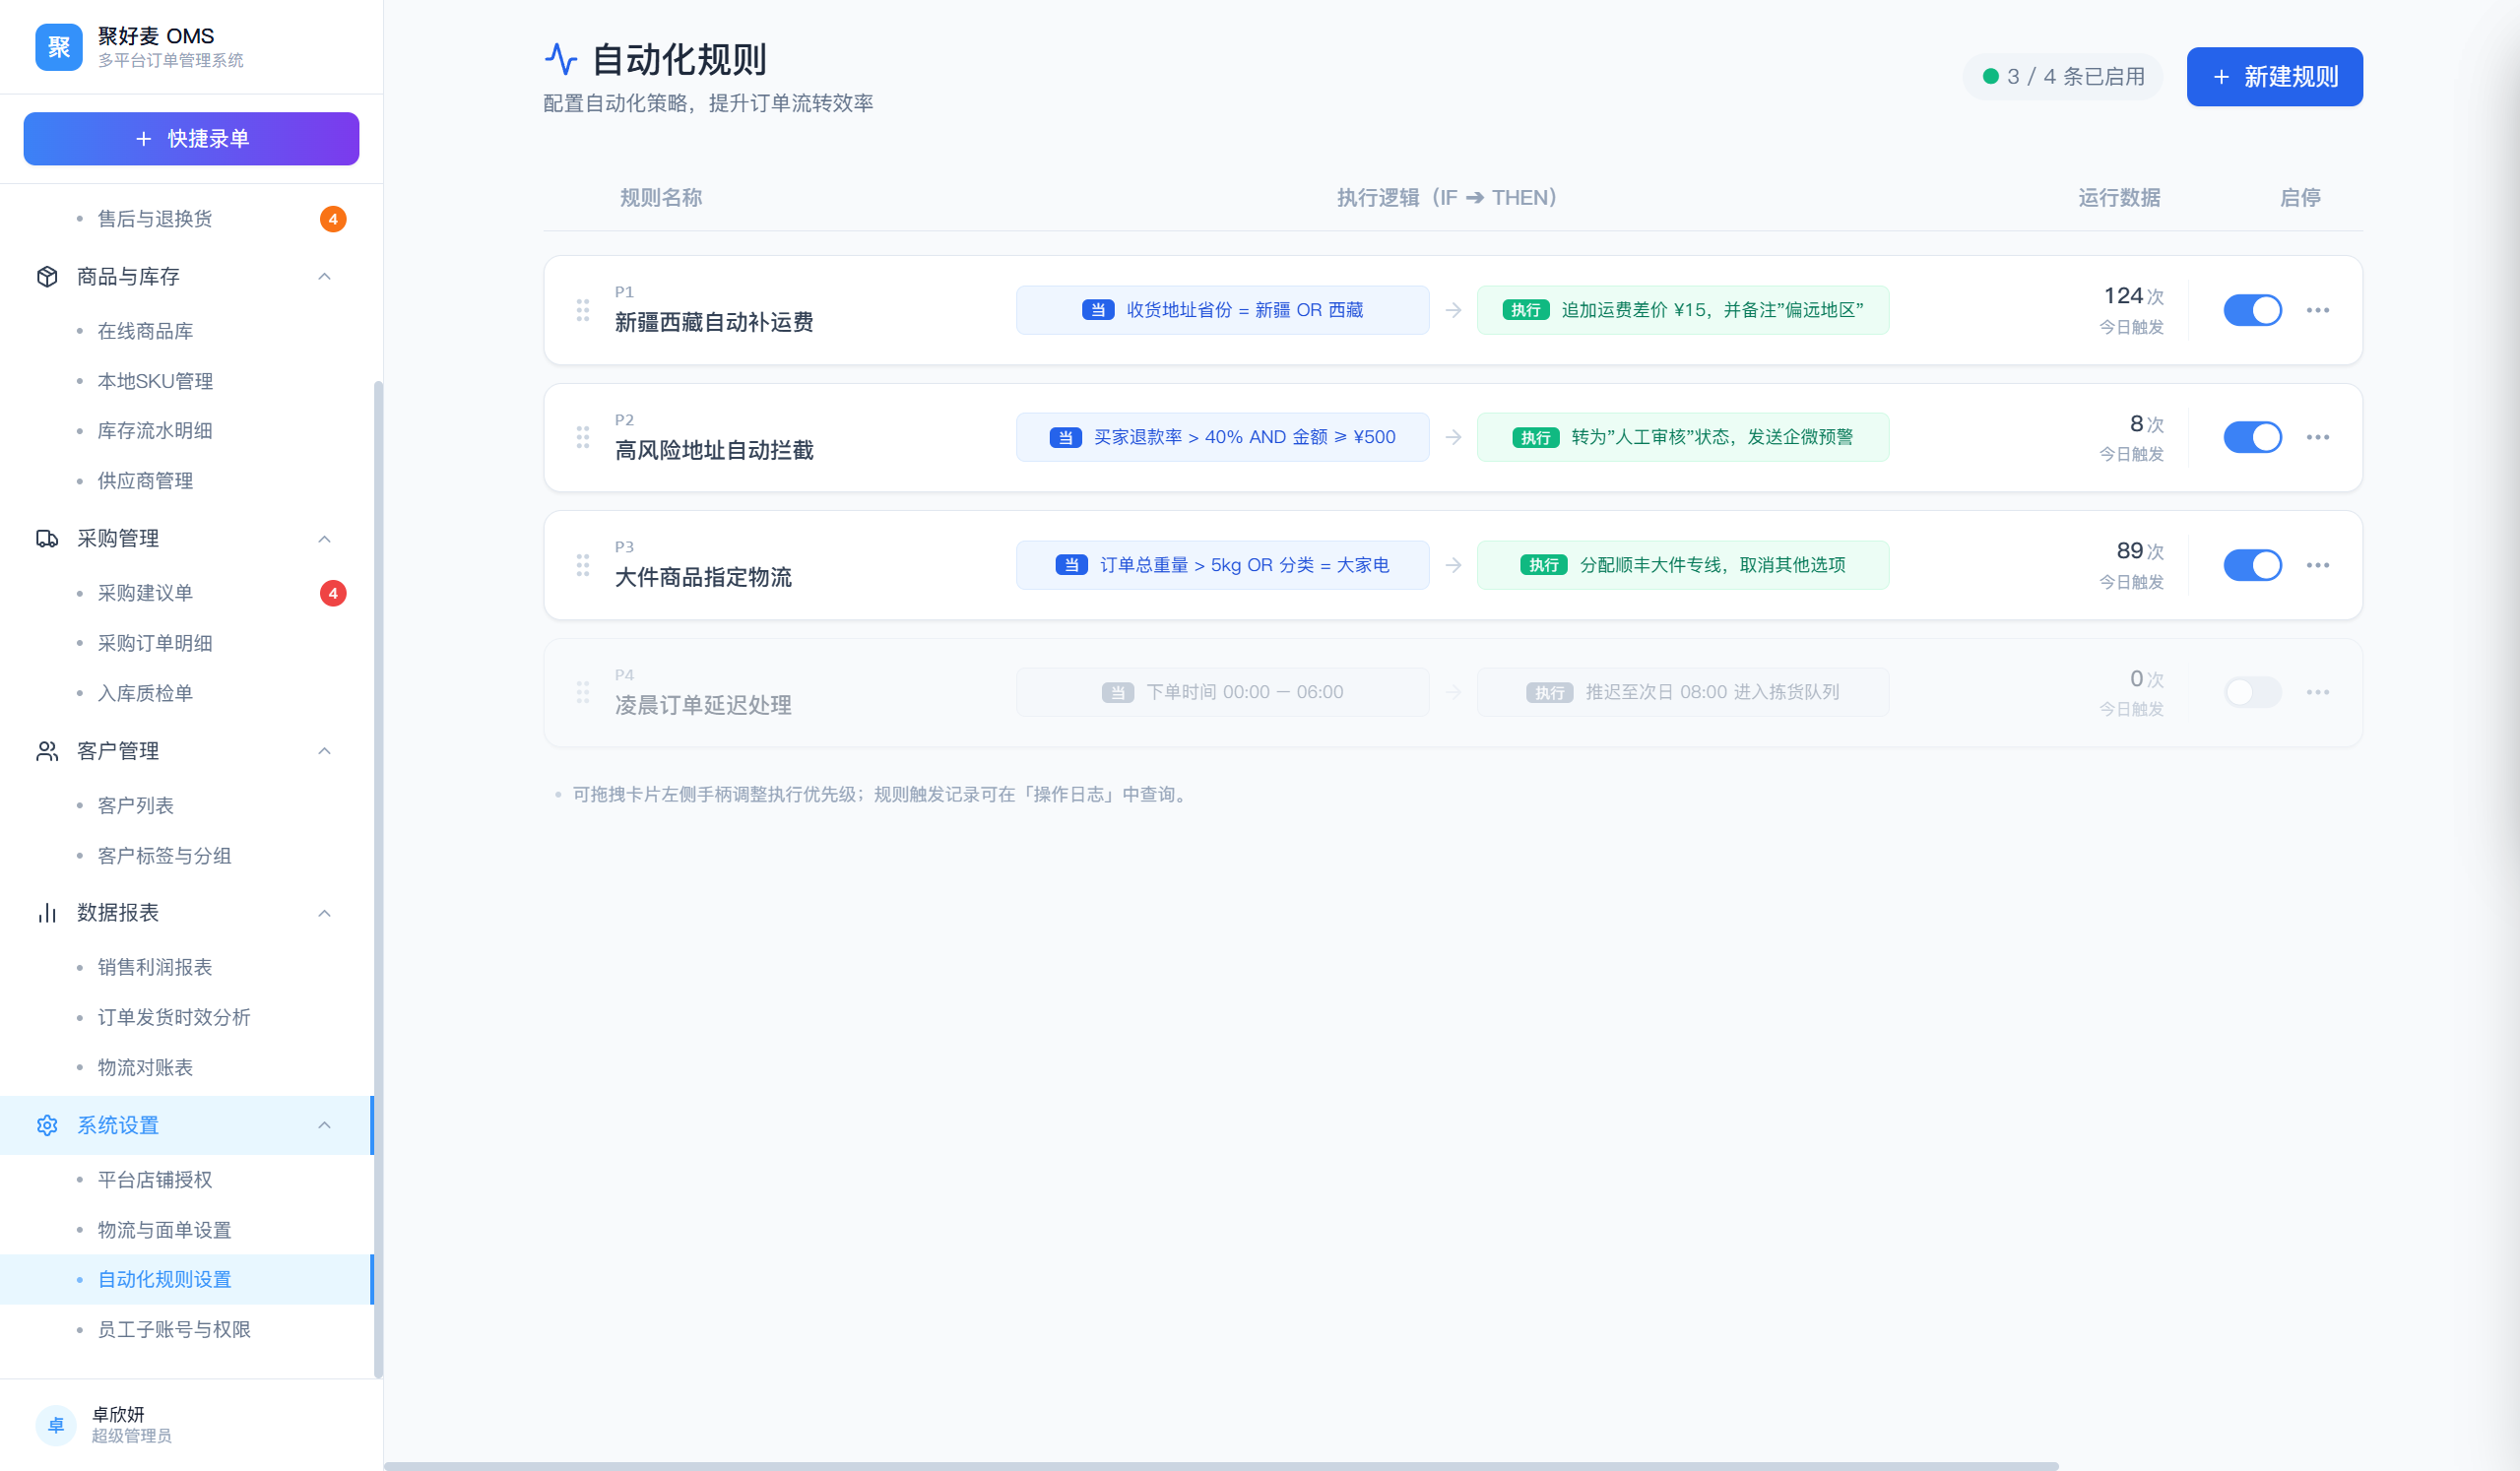 聚
聚好麦 OMS
多平台订单管理系统
+ 快捷录单
售后与退换货 4
商品与库存
在线商品库
本地SKU管理
库存流水明细
供应商管理
采购管理
采购建议单 4
采购订单明细
入库质检单
客户管理
客户列表
客户标签与分组
数据报表
销售利润报表
订单发货时效分析
物流对账表
系统设置
平台店铺授权
物流与面单设置
自动化规则设置
员工子账号与权限
卓
卓欣妍
超级管理员
自动化规则
配置自动化策略，提升订单流转效率
3 / 4 条已启用
+ 新建规则
规则名称 执行逻辑（IF ➔ THEN） 运行数据 启停
P1
新疆西藏自动补运费
当 收货地址省份 = 新疆 OR 西藏 → 执行 追加运费差价 ¥15，并备注”偏远地区”
124次
今日触发
P2
高风险地址自动拦截
当 买家退款率 > 40% AND 金额 ≥ ¥500 → 执行 转为”人工审核”状态，发送企微预警
8次
今日触发
P3
大件商品指定物流
当 订单总重量 > 5kg OR 分类 = 大家电 → 执行 分配顺丰大件专线，取消其他选项
89次
今日触发
P4
凌晨订单延迟处理
当 下单时间 00:00 — 06:00 → 执行 推迟至次日 08:00 进入拣货队列
0次
今日触发
可拖拽卡片左侧手柄调整执行优先级；规则触发记录可在「操作日志」中查询。